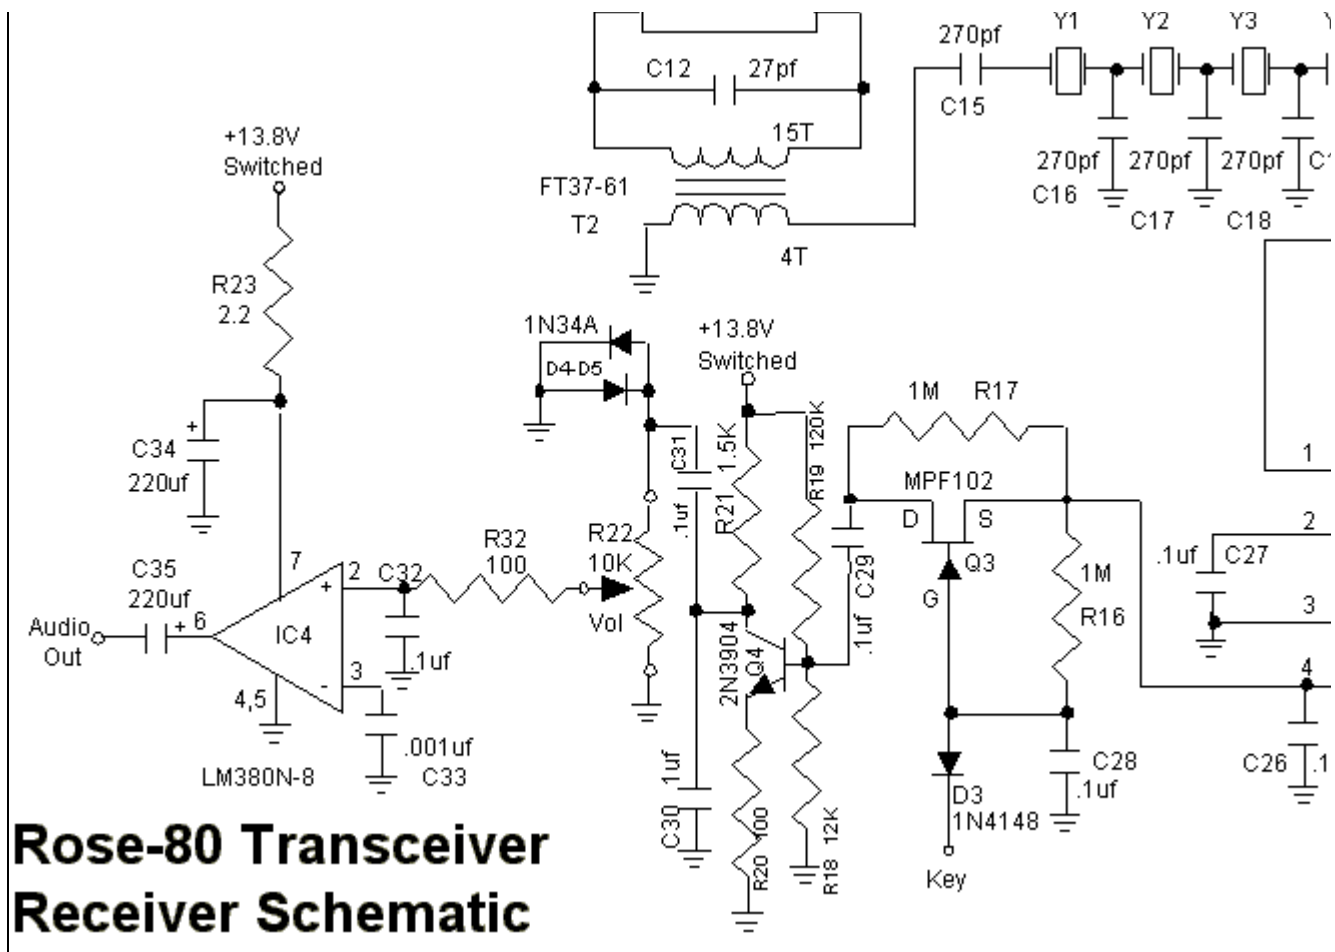 Y1
Y2
Y3
270pf
C15
C12
27pf
15T
FT37-61
T2
4T
270pf
C16
270pf
C17
270pf
C18
+13.8V
Switched
R23
2.2
C34
+
220uf
1N34A
D4-D5
+13.8V
Switched
1M
R17
R19 120K
R21 1.5K
C31
.1uf
MPF102
D
S
Q3
G
C29
.1uf
1M
R16
1
2
.1uf
C27
3
4
C26
R32
100
R22
10K
Vol
C35
220uf
+
6
7
2
C32
+
IC4
.1uf
3
-
4,5
Audio
Out
LM380N-8
.001uf
C33
2N3904
Q4
C30
.1uf
R20
100
R18 12K
D3
1N4148
C28
.1uf
Key
Rose-80 Transceiver
Receiver Schematic